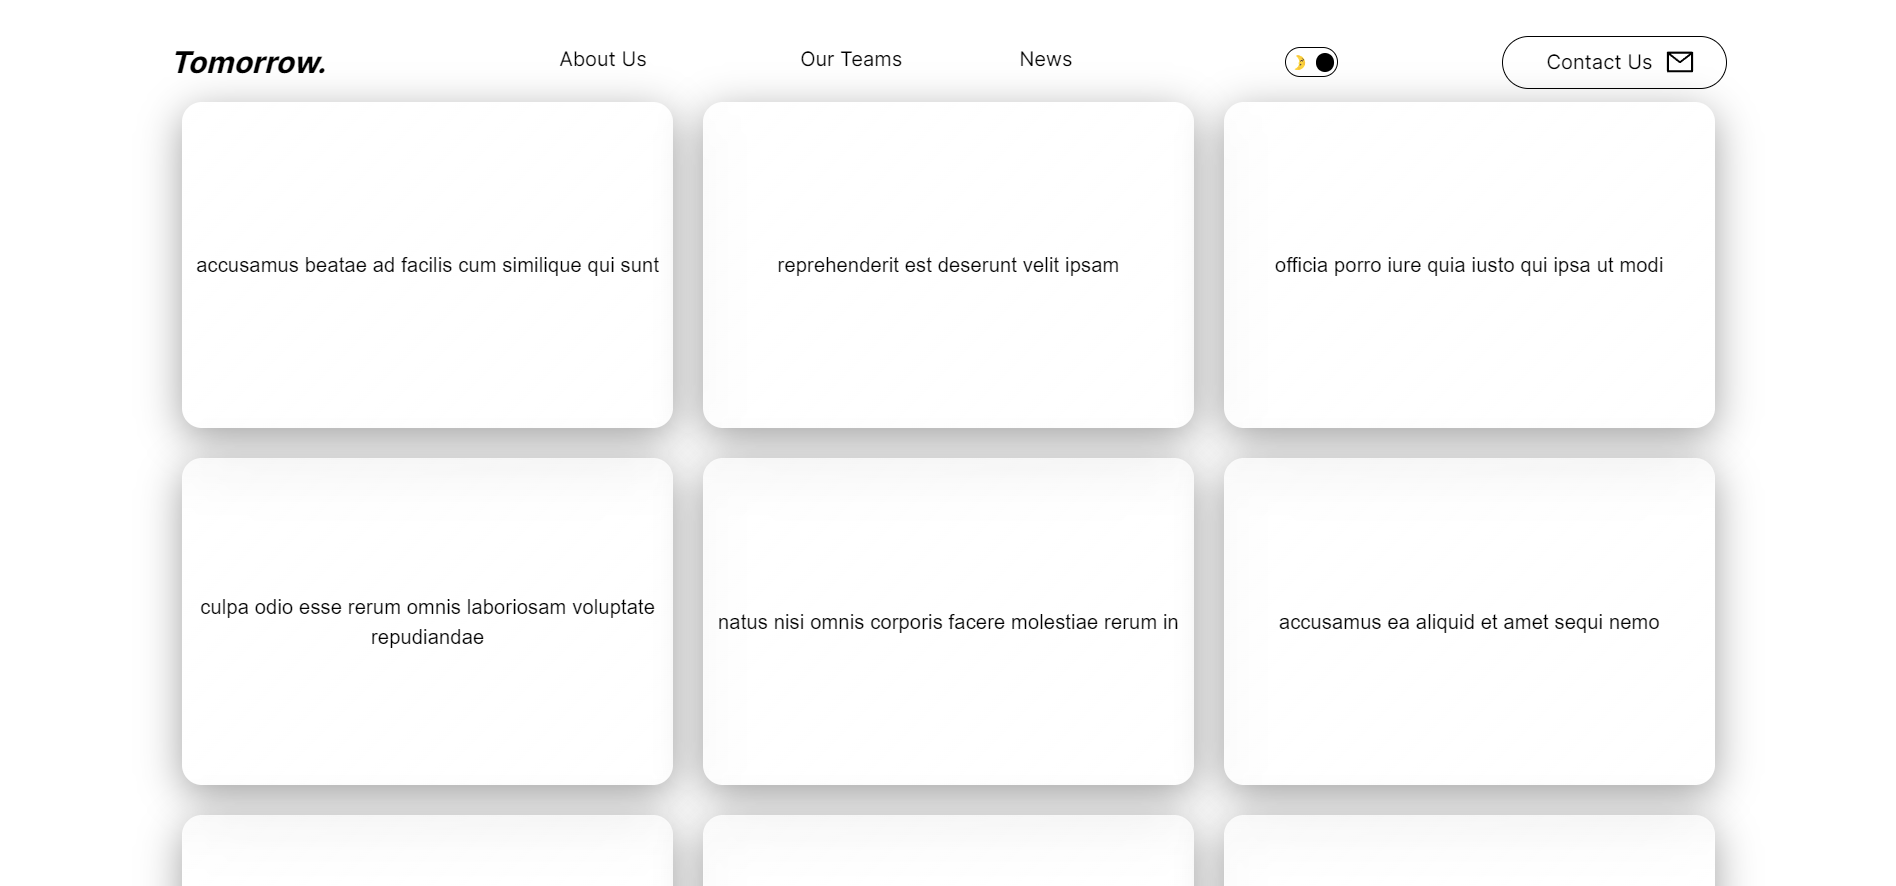 Tomorrow.
About Us
Our Teams
News
Contact Us
accusamus beatae ad facilis cum similique qui sunt
reprehenderit est deserunt velit ipsam
officia porro iure quia iusto qui ipsa ut modi
culpa odio esse rerum omnis laboriosam voluptate
repudiandae
natus nisi omnis corporis facere molestiae rerum in
accusamus ea aliquid et amet sequi nemo